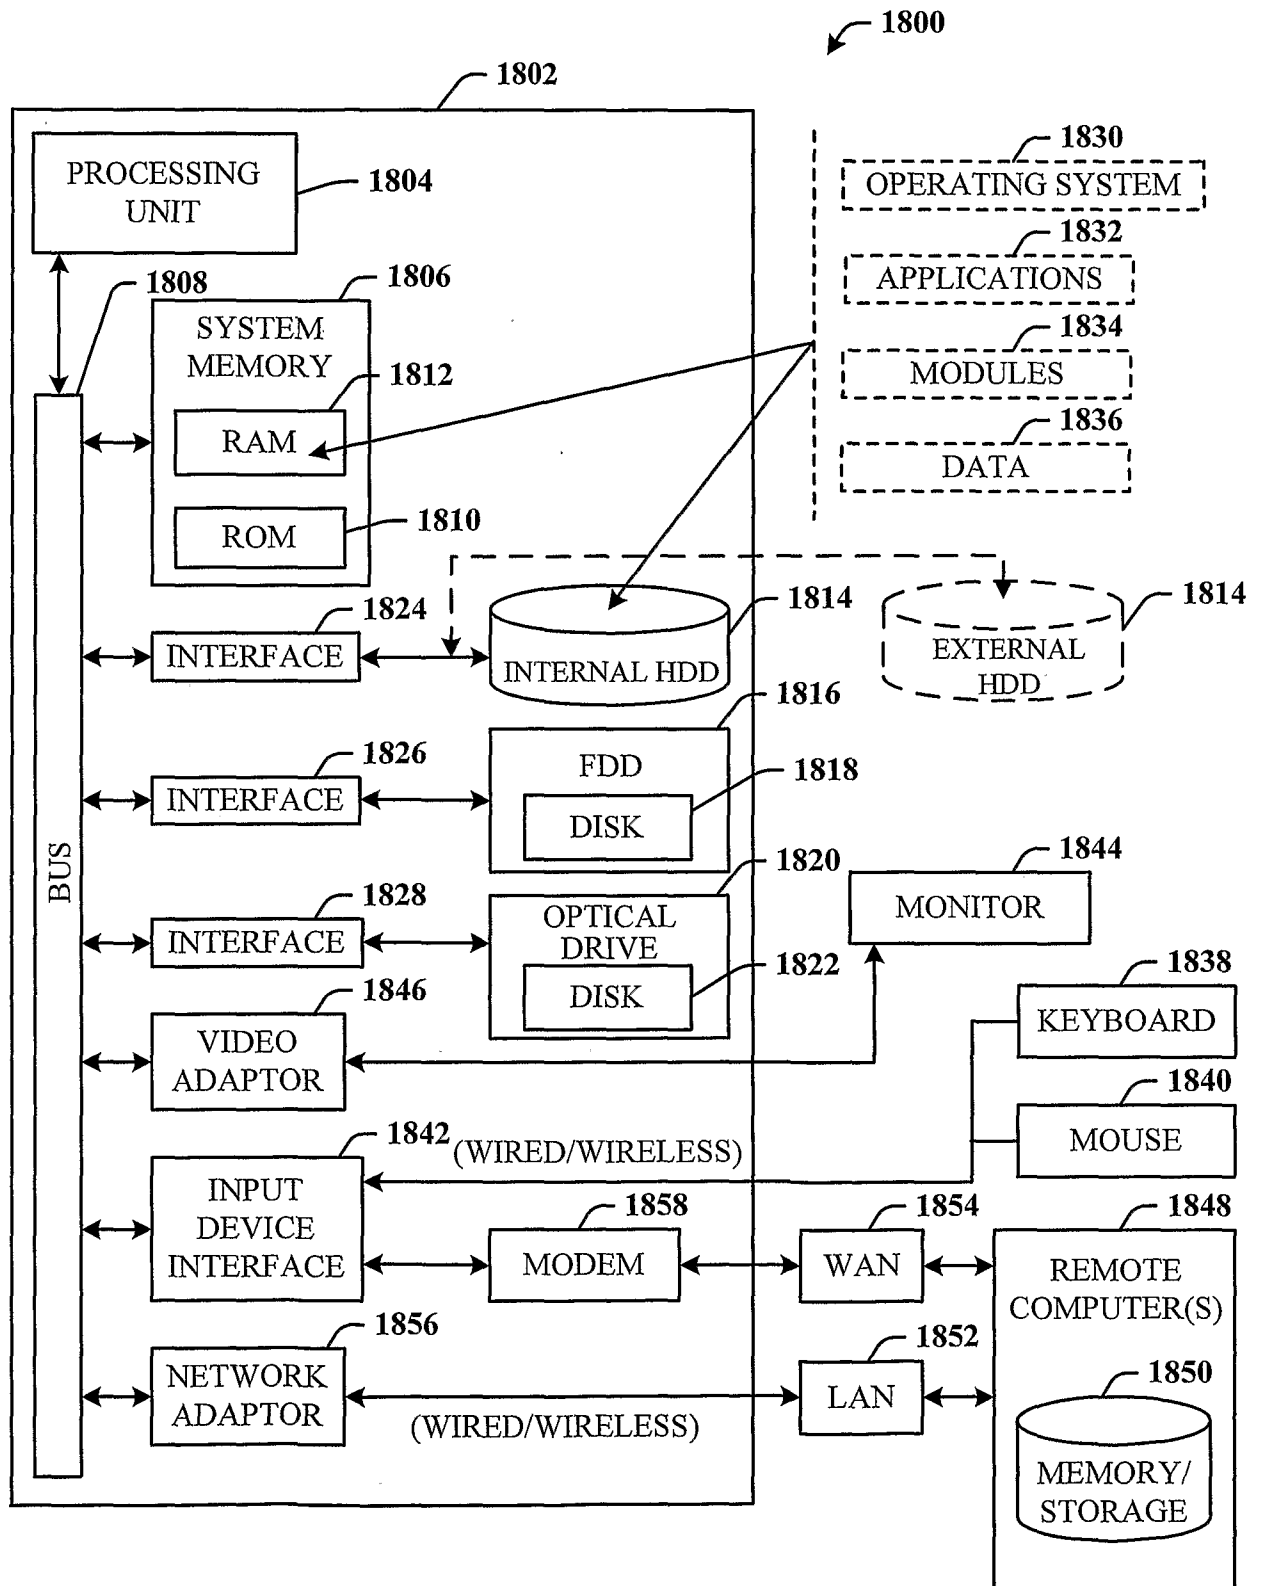 1800
1802
PROCESSING
UNIT
1804
1830
OPERATING SYSTEM
1832
APPLICATIONS
1834
MODULES
1836
DATA
1808
1806
SYSTEM
MEMORY
1812
RAM
1810
ROM
1824
INTERFACE
1814
INTERNAL HDD
1814
EXTERNAL
HDD
1826
INTERFACE
1816
FDD
1818
DISK
BUS
1828
INTERFACE
1820
OPTICAL
DRIVE
1822
DISK
1844
MONITOR
1846
VIDEO
ADAPTOR
1838
KEYBOARD
1840
MOUSE
1842
(WIRED/WIRELESS)
INPUT
DEVICE
INTERFACE
1858
MODEM
1854
WAN
1848
REMOTE
COMPUTER(S)
1856
NETWORK
ADAPTOR
(WIRED/WIRELESS)
1852
LAN
1850
MEMORY/
STORAGE